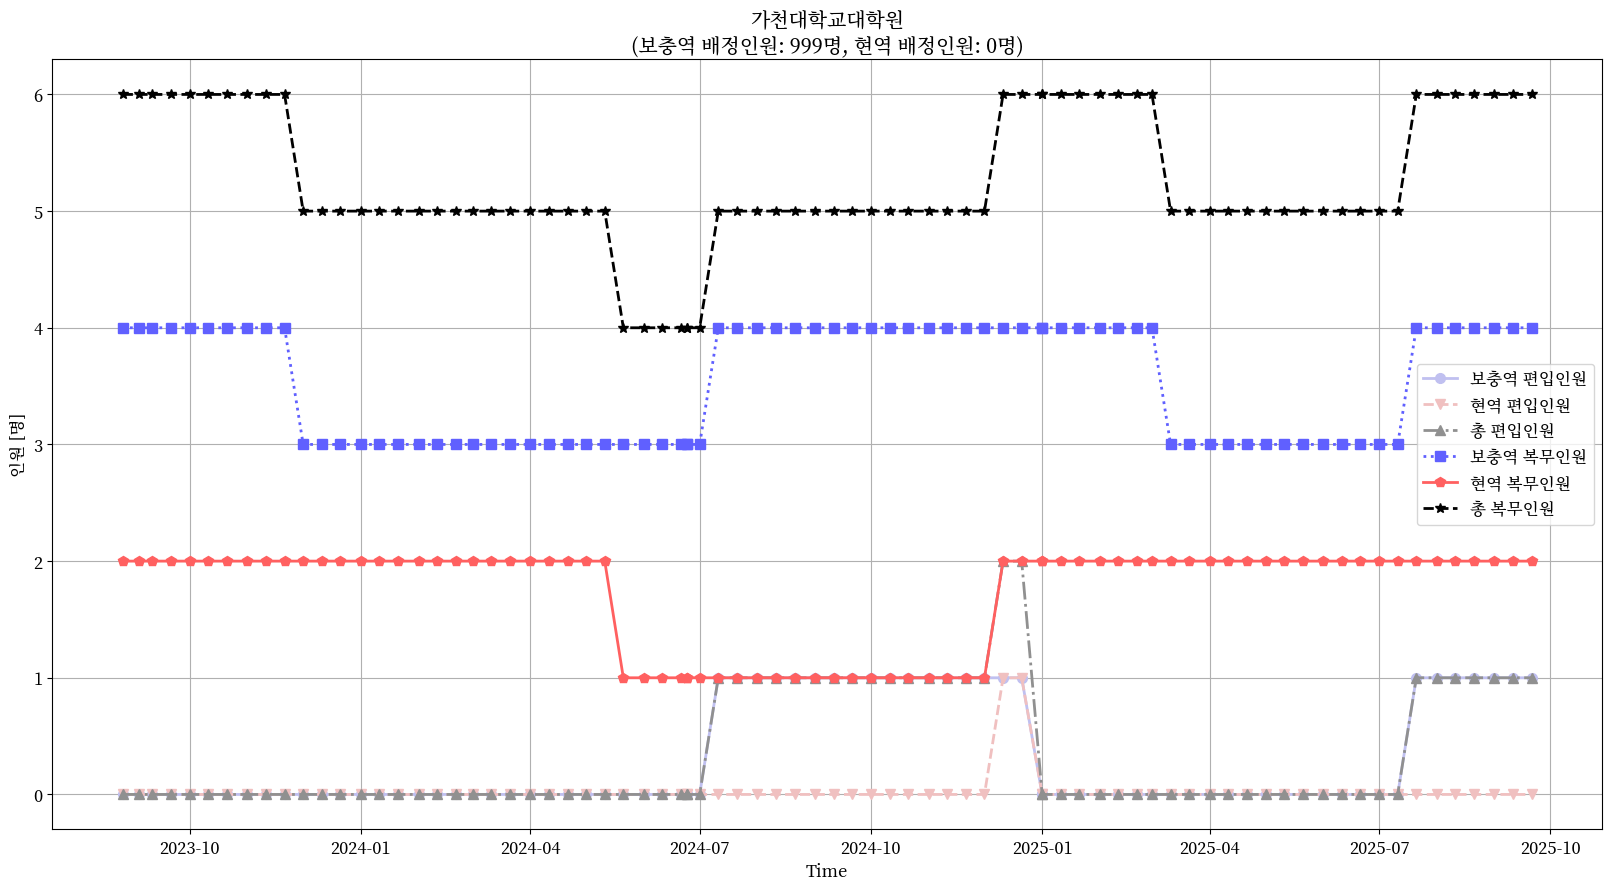 가천대학교대학원
(보충역 배정인원: 999명, 현역 배정인원: 0명)
인원 [명]
6
5
4
3
2
1
0
보충역 편입인원
현역 편입인원
총 편입인원
보충역 복무인원
현역 복무인원
총 복무인원
2023-10 2024-01 2024-04 2024-07 2024-10 2025-01 2025-04 2025-07 2025-10
Time